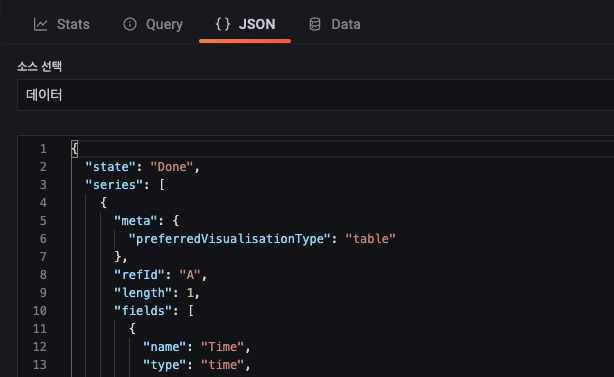 Stats Query {} JSON Data
소스 선택
데이터
1 {
2 "state": "Done",
3 "series": [
4 {
5 "meta": {
6 "preferredVisualisationType": "table"
7 },
8 "refId": "A",
9 "length": 1,
10 "fields": [
11 {
12 "name": "Time",
13 "type": "time",